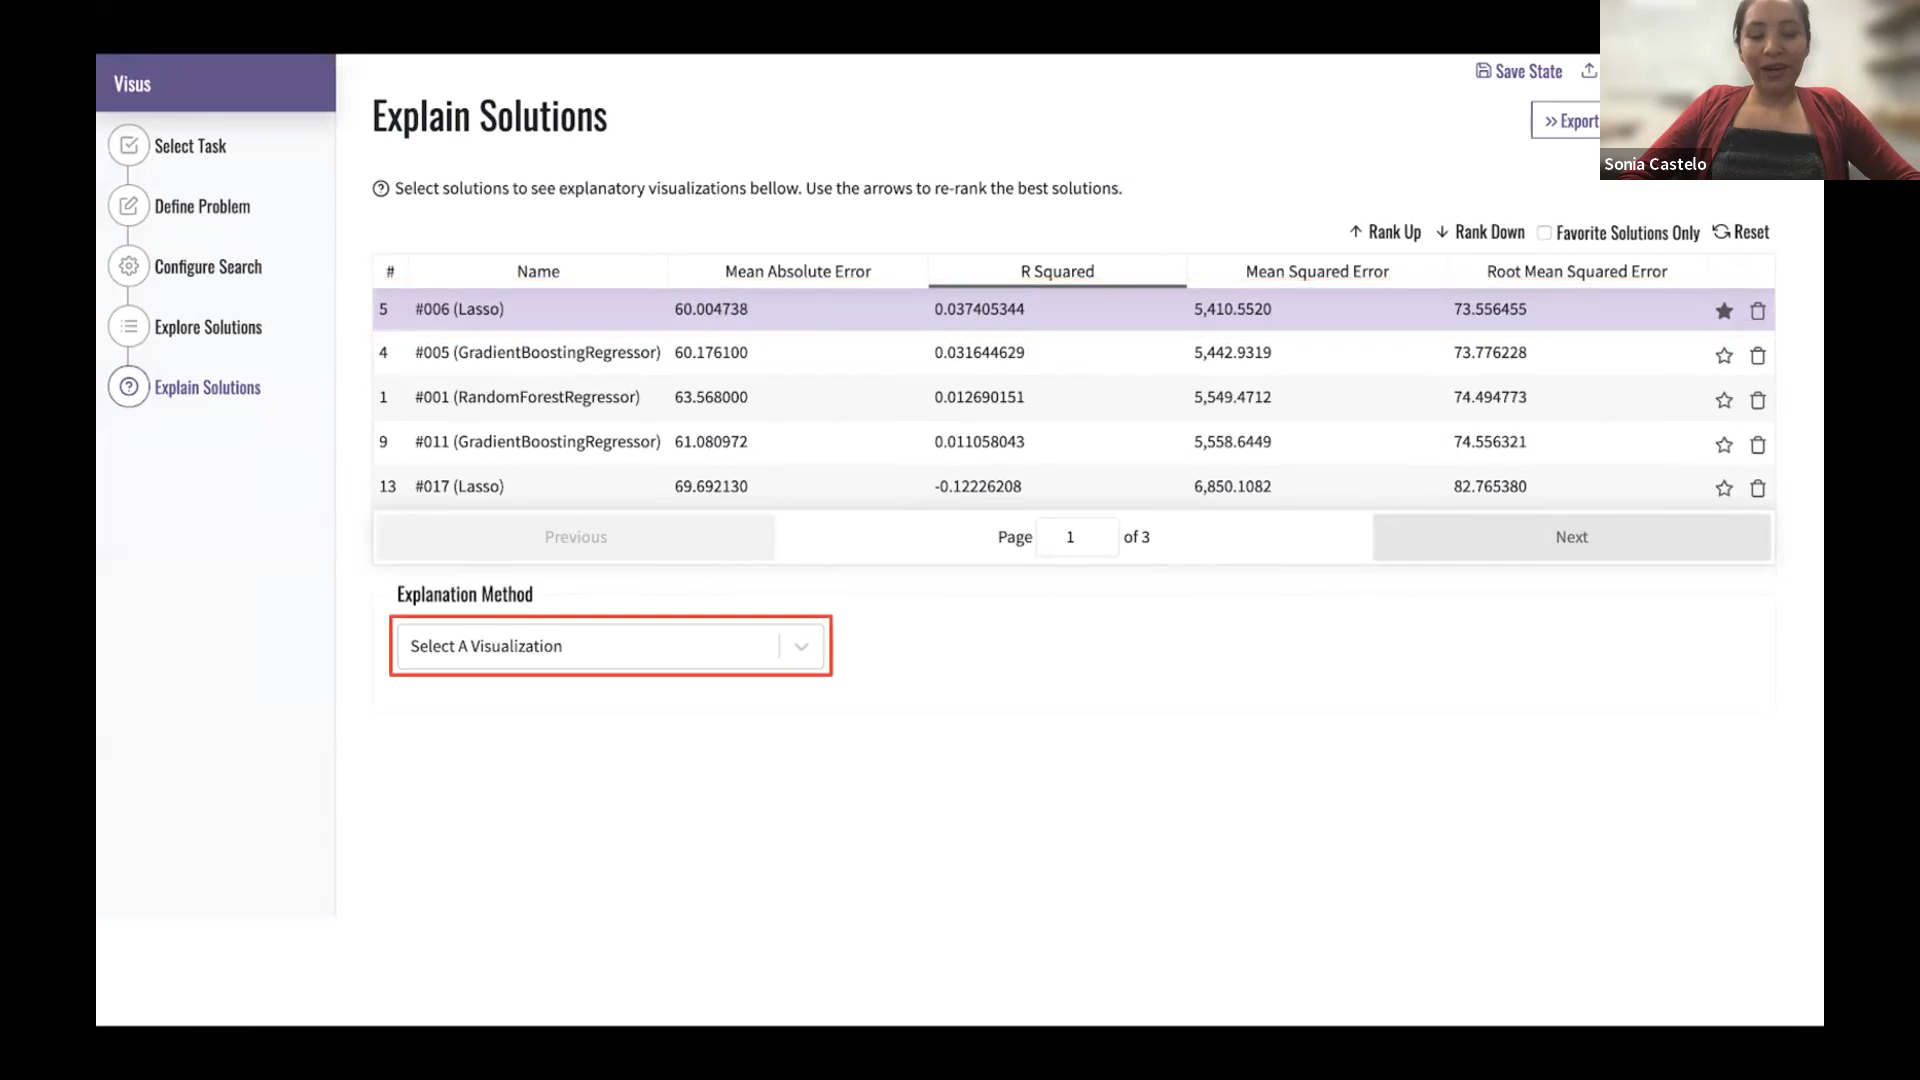 Visus
Select Task
Define Problem
Configure Search
Explore Solutions
Explain Solutions
Save State
Explain Solutions
Export
Sonia Castelo
Select solutions to see explanatory visualizations bellow. Use the arrows to re-rank the best solutions.
Rank Up Rank Down Favorite Solutions Only Reset
# Name Mean Absolute Error R Squared Mean Squared Error Root Mean Squared Error
5 #006 (Lasso) 60.004738 0.037405344 5,410.5520 73.556455
4 #005 (GradientBoostingRegressor) 60.176100 0.031644629 5,442.9319 73.776228
1 #001 (RandomForestRegressor) 63.568000 0.012690151 5,549.4712 74.494773
9 #011 (GradientBoostingRegressor) 61.080972 0.011058043 5,558.6449 74.556321
13 #017 (Lasso) 69.692130 -0.12226208 6,850.1082 82.765380
Previous Page 1 of 3 Next
Explanation Method
Select A Visualization